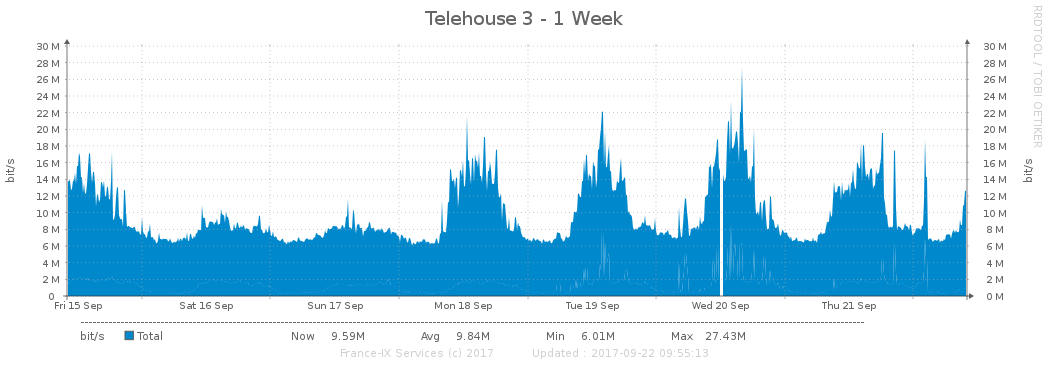 Telehouse 3 - 1 Week
RRDTOOL / TOBI OETIKER
bit/s
30 M 30 M
28 M 28 M
26 M 26 M
24 M 24 M
22 M 22 M
20 M 20 M
18 M 18 M
16 M 16 M
14 M 14 M
12 M 12 M
10 M 10 M
8 M 8 M
6 M 6 M
4 M 4 M
2 M 2 M
0 0 M
bit/s
Fri 15 Sep Sat 16 Sep Sun 17 Sep Mon 18 Sep Tue 19 Sep Wed 20 Sep Thu 21 Sep
bit/s Total Now 9.59M Avg 9.84M Min 6.01M Max 27.43M
France-IX Services (c) 2017 Updated : 2017-09-22 09:55:13